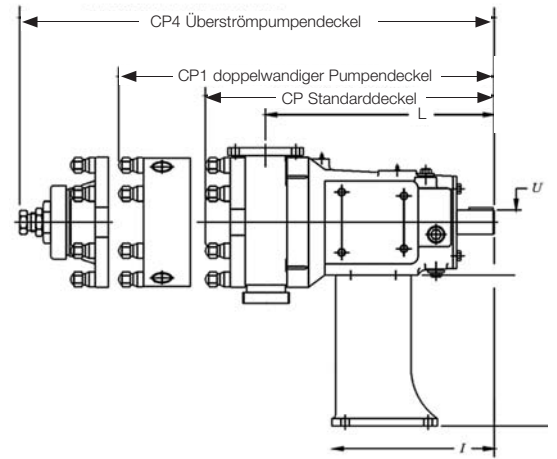 CP4 Überströmpumpendeckel
CP1 doppelwandiger Pumpendeckel
CP Standarddeckel
L
U
I